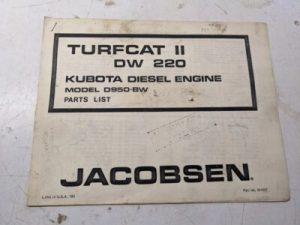 TURFCAT II
DW 220
KUBOTA DIESEL ENGINE
MODEL D950-BW
PARTS LIST
JACOBSEN